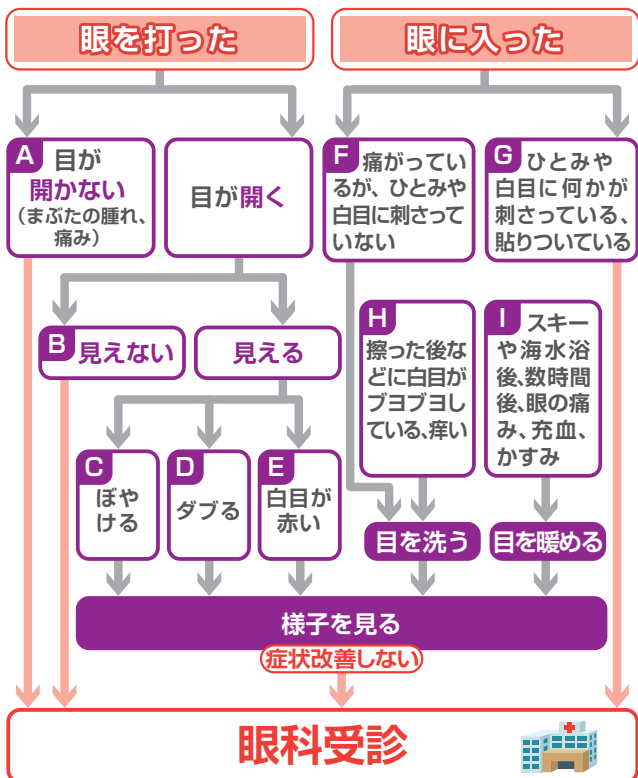 眼を打った
眼に入った
A
目が
開かない
(まぶたの腫れ、
痛み)
目が開く
F
痛がってい
るが、ひとみや
白目に刺さって
いない
G
ひとみや
白目に何かが
刺さっている、
貼りついている
B
見えない
見える
H
擦った後な
どに白目が
ブヨブヨし
ている、痒い
I
スキー
や海水浴
後、数時間
後、眼の痛
み、充血、
かすみ
C
ぼや
ける
D
ダブる
E
白目が
赤い
目を洗う
目を暖める
様子を見る
症状改善しない
眼科受診